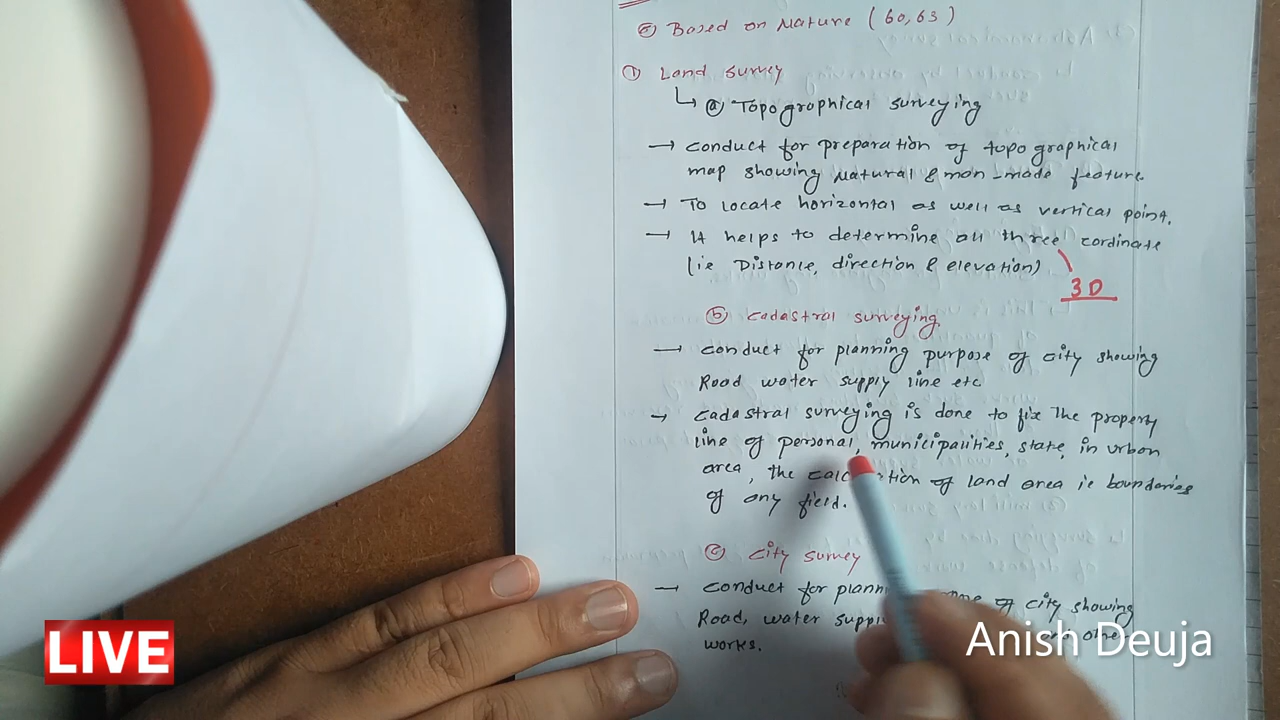 Based on Nature (60,63)
① Land survey
ⓐ Topographical surveying
→ conduct for preparation of topographical
map showing Natural & man-made feature
→ To locate horizontal as well as vertical point.
→ It helps to determine all three cordinate
(ie Distance, direction & elevation)
3D
ⓑ cadastral surveying
→ conduct for planning purpose of city showing
Road water supply line etc
→ cadastral surveying is done to fix the property
line of personal, municipalities, state, in urban
area, the of land area ie boundaries
of any field.
ⓒ city survey
→ conduct for of city showing
Road, water
works.
LIVE
Anish Deuja